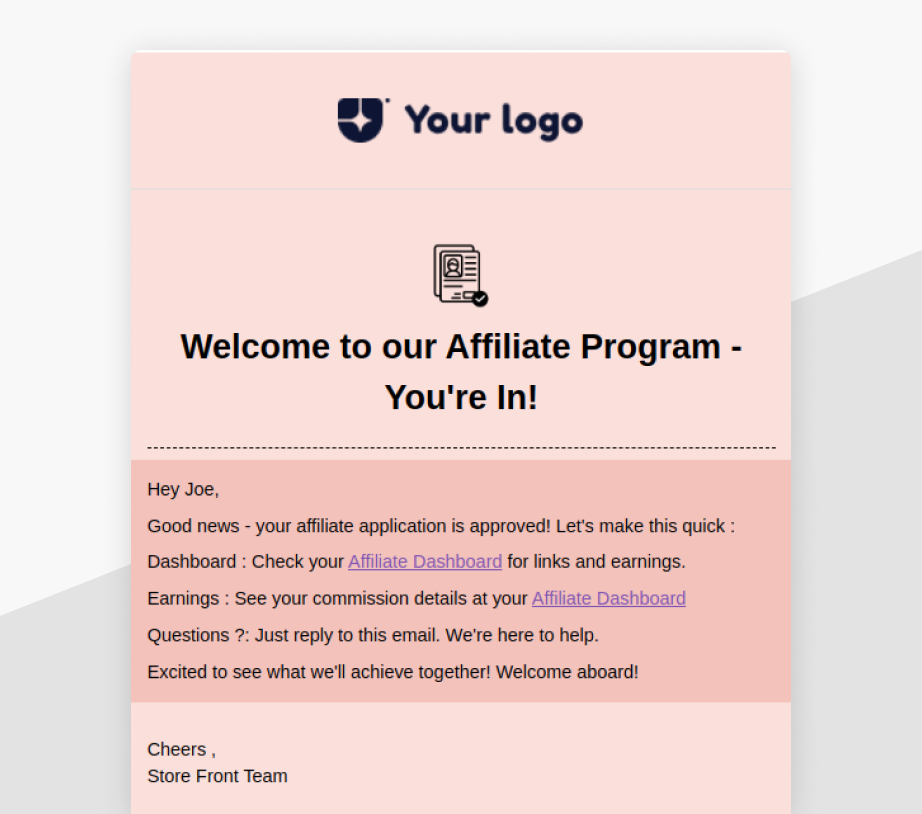 Your logo
Welcome to our Affiliate Program -
You're In!
Hey Joe,
Good news - your affiliate application is approved! Let's make this quick :
Dashboard : Check your Affiliate Dashboard for links and earnings.
Earnings : See your commission details at your Affiliate Dashboard
Questions ?: Just reply to this email. We're here to help.
Excited to see what we'll achieve together! Welcome aboard!
Cheers ,
Store Front Team